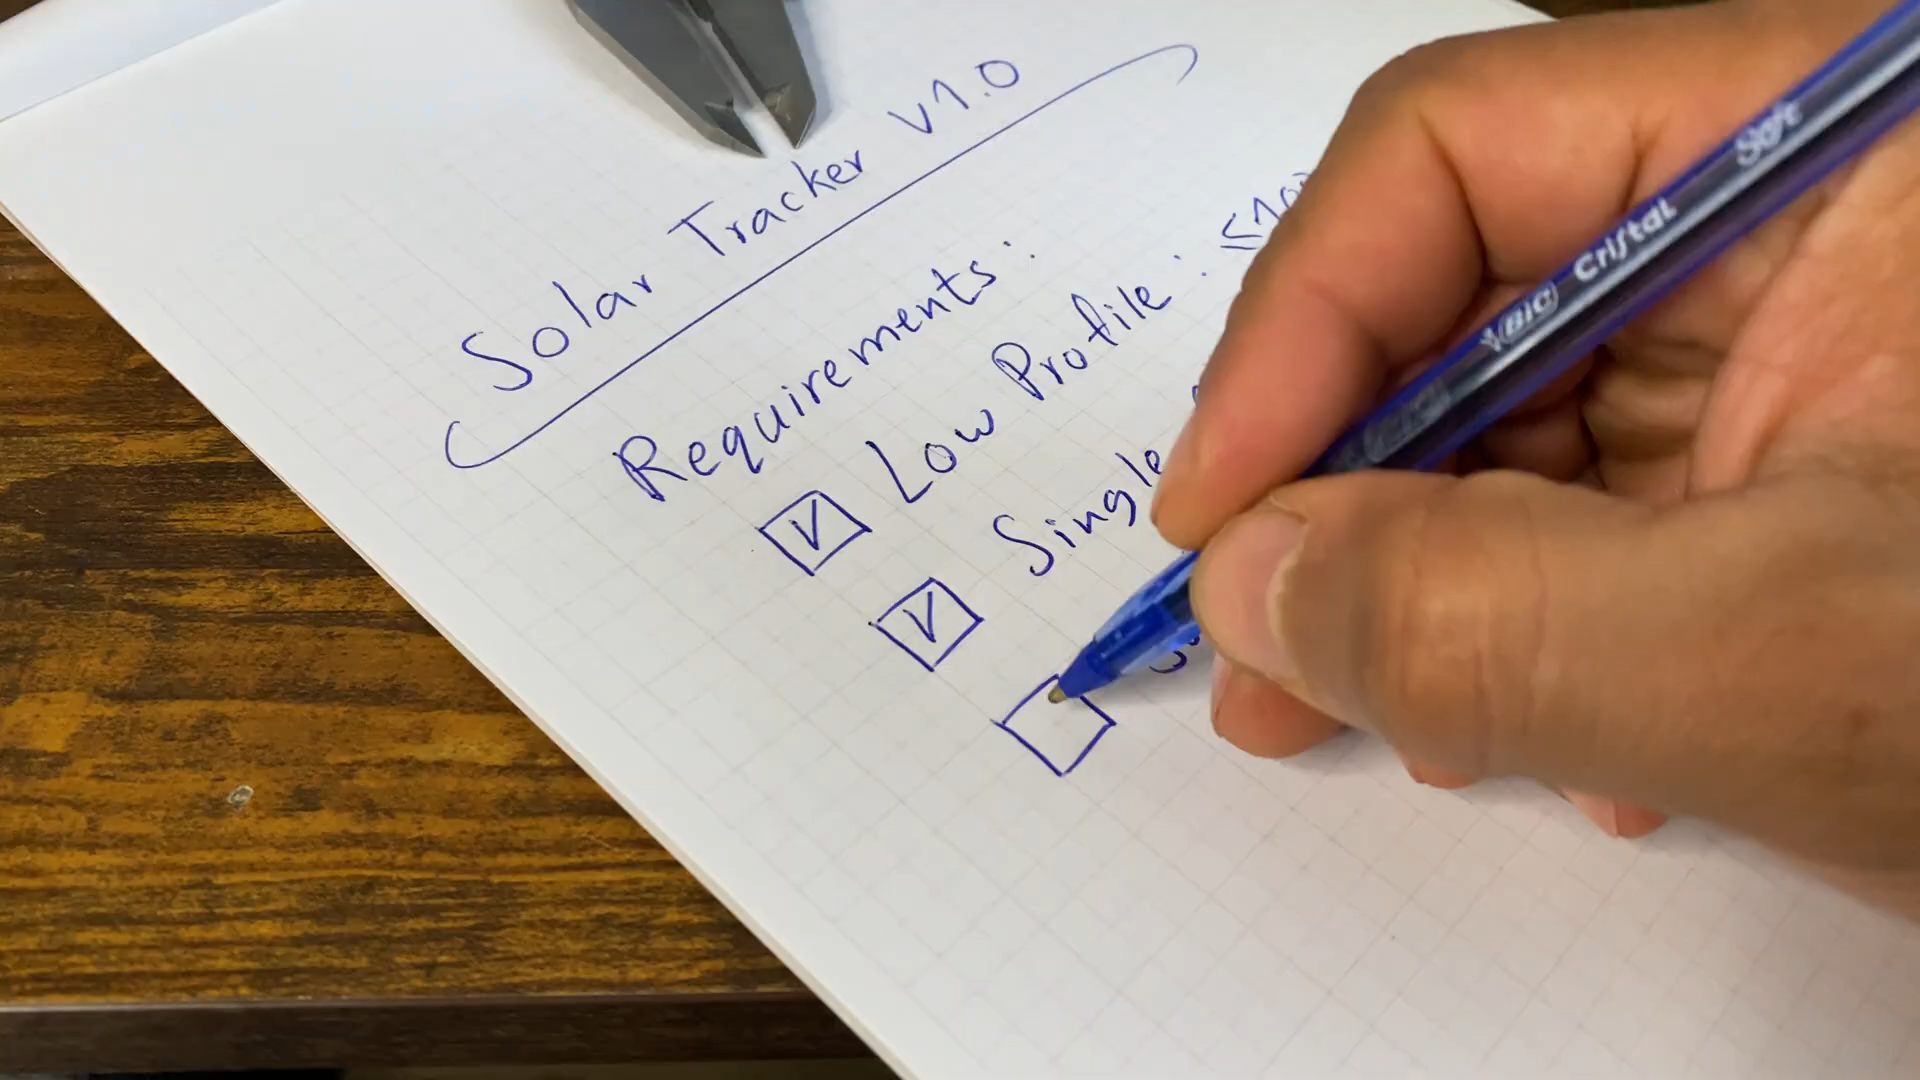 Solar Tracker V1.0
Requirements:
Low Profile:
Single
BIC Cristal Soft